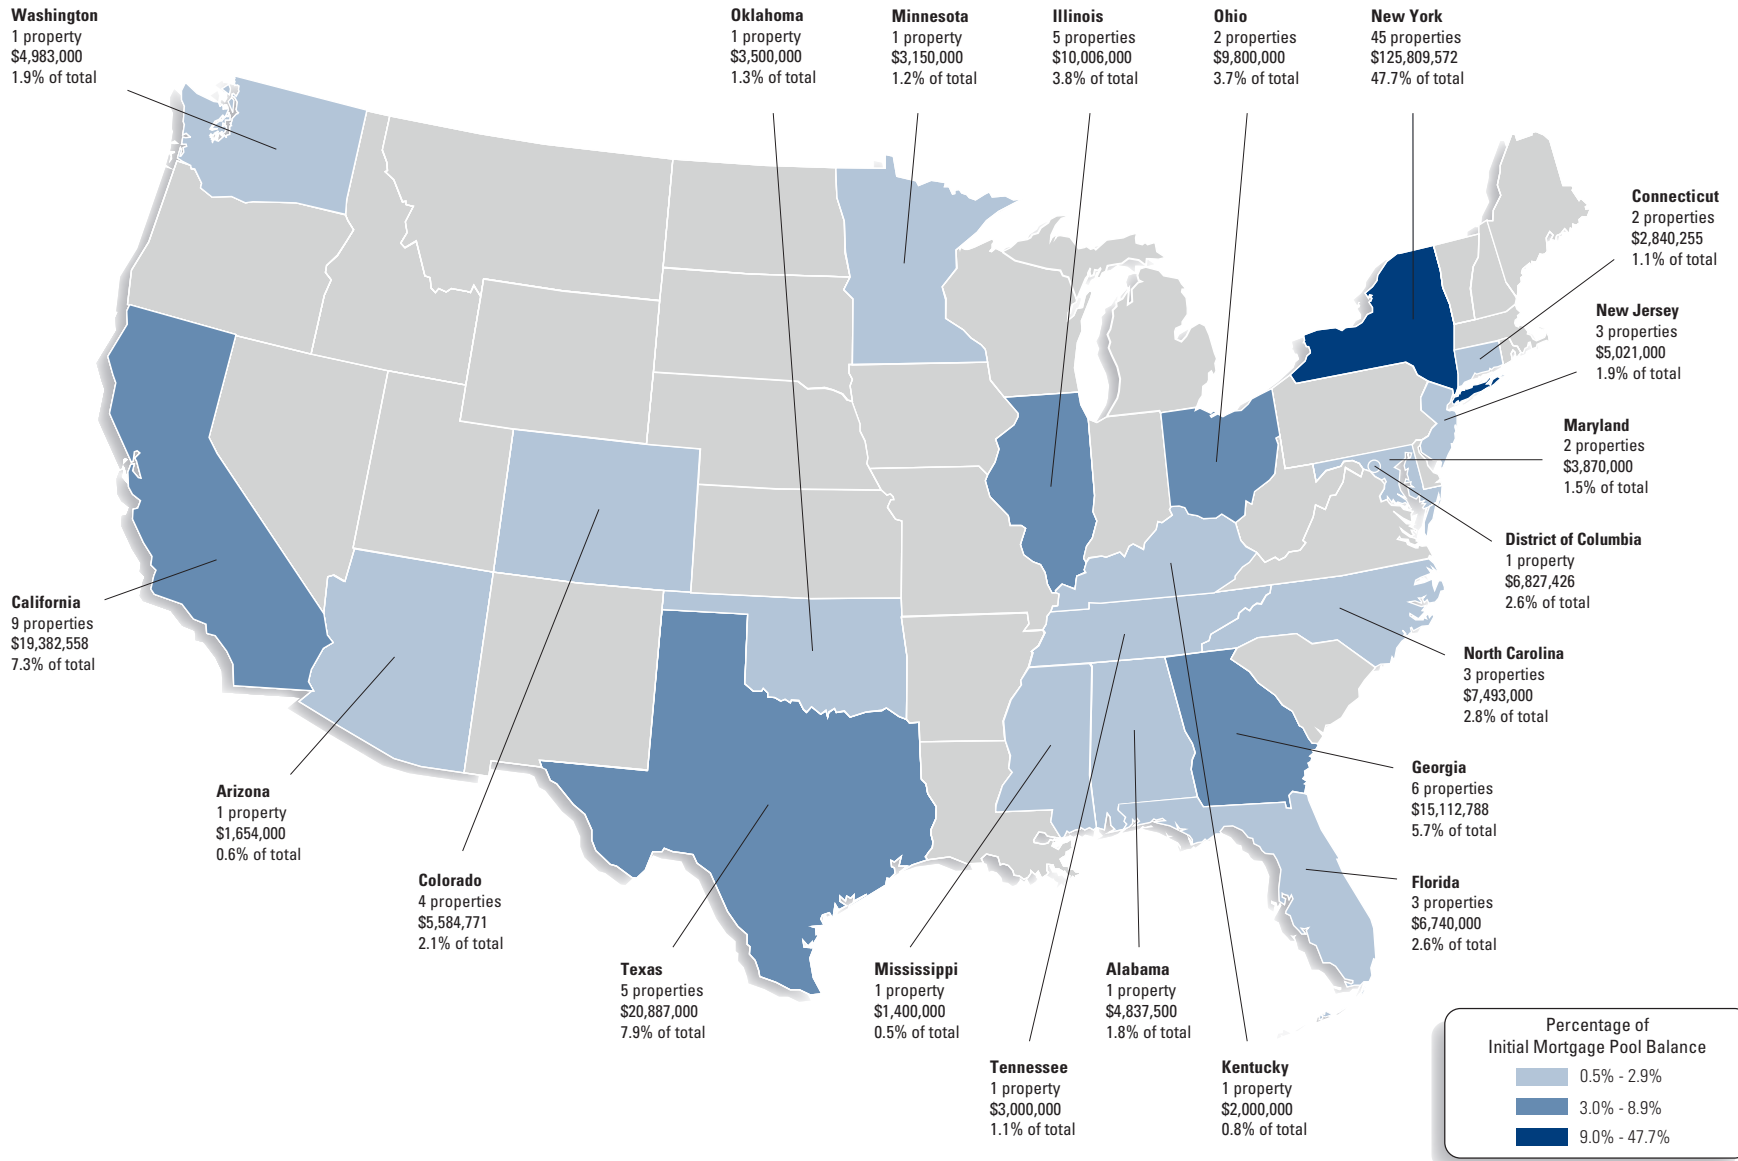 Washington
1 property
$4,983,000
1.9% of total
Oklahoma
1 property
$3,500,000
1.3% of total
Minnesota
1 property
$3,150,000
1.2% of total
Illinois
5 properties
$10,006,000
3.8% of total
Ohio
2 properties
$9,800,000
3.7% of total
New York
45 properties
$125,809,572
47.7% of total
Connecticut
2 properties
$2,840,255
1.1% of total
New Jersey
3 properties
$5,021,000
1.9% of total
Maryland
2 properties
$3,870,000
1.5% of total
District of Columbia
1 property
$6,827,426
2.6% of total
North Carolina
3 properties
$7,493,000
2.8% of total
Georgia
6 properties
$15,112,788
5.7% of total
Florida
3 properties
$6,740,000
2.6% of total
California
9 properties
$19,382,558
7.3% of total
Arizona
1 property
$1,654,000
0.6% of total
Colorado
4 properties
$5,584,771
2.1% of total
Texas
5 properties
$20,887,000
7.9% of total
Mississippi
1 property
$1,400,000
0.5% of total
Alabama
1 property
$4,837,500
1.8% of total
Tennessee
1 property
$3,000,000
1.1% of total
Kentucky
1 property
$2,000,000
0.8% of total
Percentage of
Initial Mortgage Pool Balance
0.5% - 2.9%
3.0% - 8.9%
9.0% - 47.7%